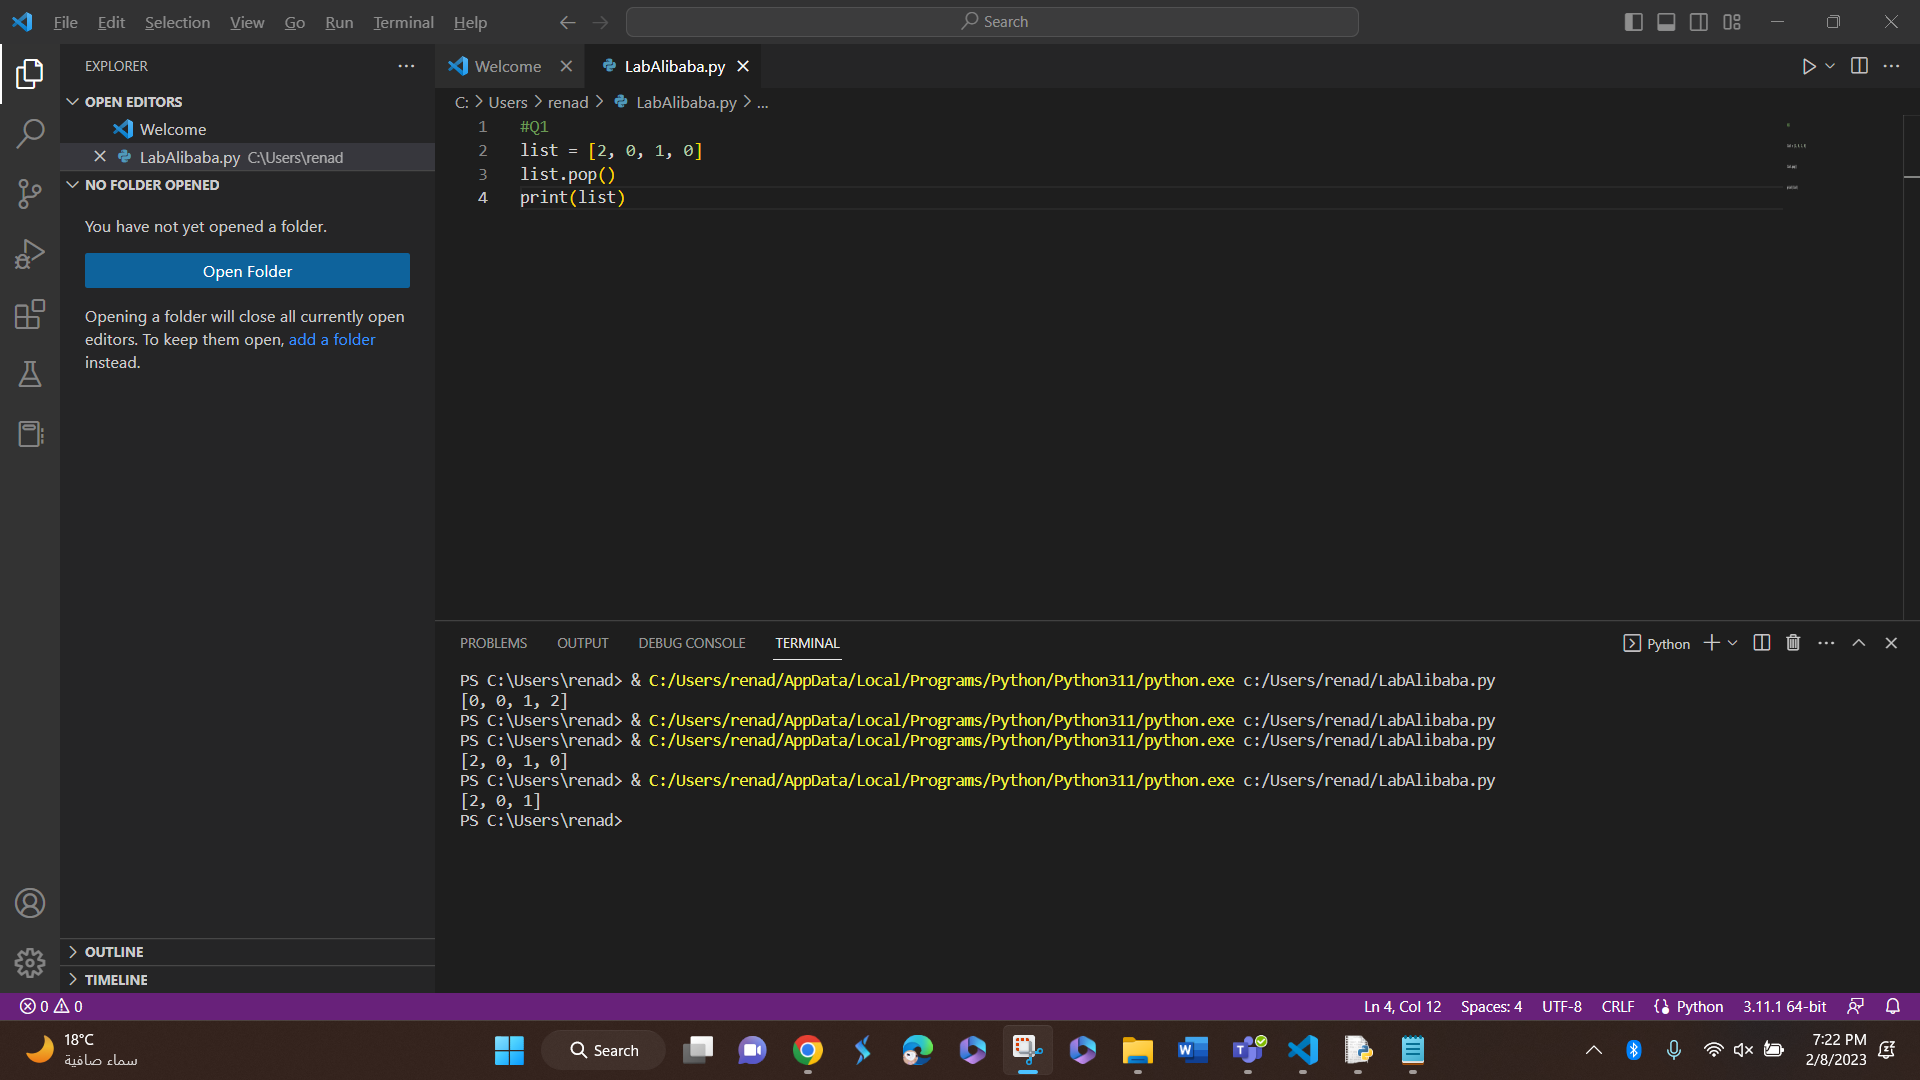 File Edit Selection View Go Run Terminal Help
Search
EXPLORER
OPEN EDITORS
Welcome
LabAlibaba.py C:\Users\renad
NO FOLDER OPENED
You have not yet opened a folder.
Open Folder
Opening a folder will close all currently open
editors. To keep them open, add a folder
instead.
OUTLINE
TIMELINE
Welcome LabAlibaba.py
C: > Users > renad > LabAlibaba.py > ...
1 #Q1
2 list = [2, 0, 1, 0]
3 list.pop()
4 print(list)
PROBLEMS OUTPUT DEBUG CONSOLE TERMINAL Python
PS C:\Users\renad> & C:/Users/renad/AppData/Local/Programs/Python/Python311/python.exe c:/Users/renad/LabAlibaba.py
[0, 0, 1, 2]
PS C:\Users\renad> & C:/Users/renad/AppData/Local/Programs/Python/Python311/python.exe c:/Users/renad/LabAlibaba.py
PS C:\Users\renad> & C:/Users/renad/AppData/Local/Programs/Python/Python311/python.exe c:/Users/renad/LabAlibaba.py
[2, 0, 1, 0]
PS C:\Users\renad> & C:/Users/renad/AppData/Local/Programs/Python/Python311/python.exe c:/Users/renad/LabAlibaba.py
[2, 0, 1]
PS C:\Users\renad>
0 0 Ln 4, Col 12 Spaces: 4 UTF-8 CRLF Python 3.11.1 64-bit
18°C
سماء صافية
Search
7:22 PM
2/8/2023